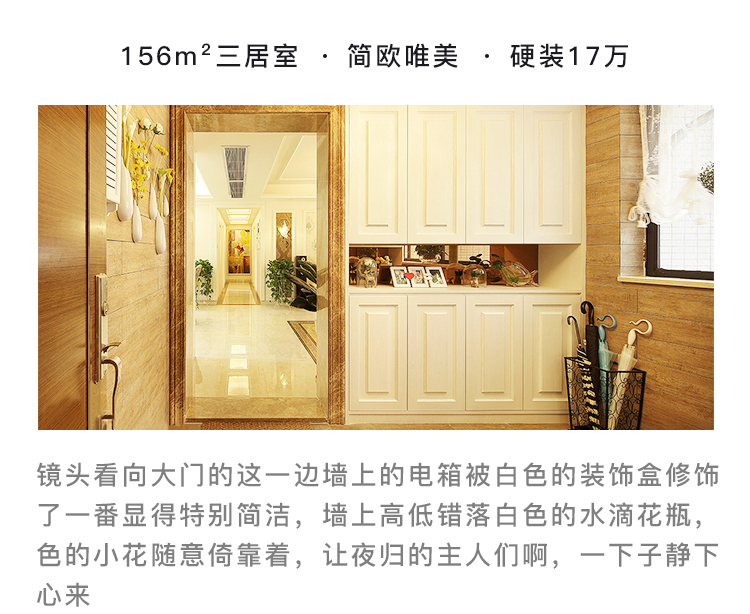 156m²三居室 · 简欧唯美 · 硬装17万
镜头看向大门的这一边墙上的电箱被白色的装饰盒修饰
了一番显得特别简洁，墙上高低错落白色的水滴花瓶，
色的小花随意倚靠着，让夜归的主人们啊，一下子静下
心来